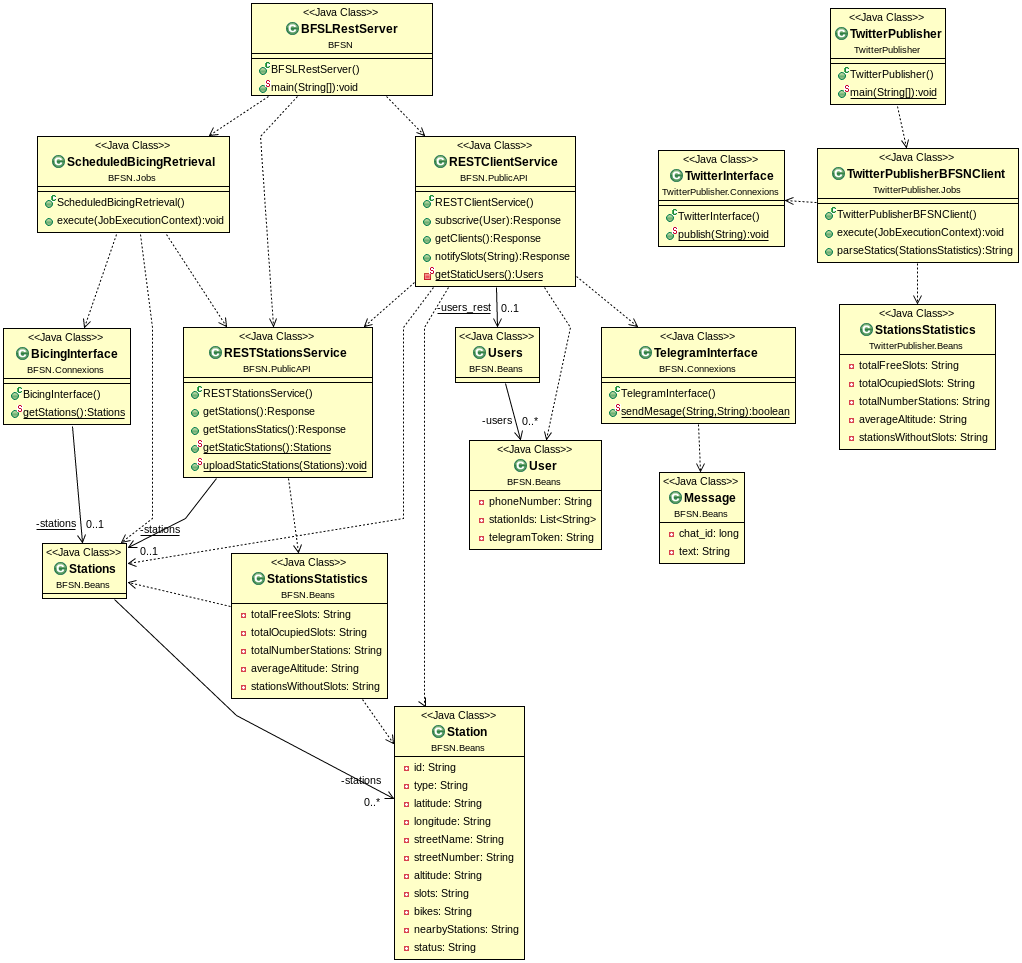 <<Java Class>>
BFSLRestServer
BFSN
BFSLRestServer()
main(String[]):void
<<Java Class>>
TwitterPublisher
TwitterPublisher
TwitterPublisher()
main(String[]):void
<<Java Class>>
ScheduledBicingRetrieval
BFSN.Jobs
ScheduledBicingRetrieval()
execute(JobExecutionContext):void
<<Java Class>>
RESTClientService
BFSN.PublicAPI
RESTClientService()
subscrive(User):Response
getClients():Response
notifySlots(String):Response
getStaticUsers():Users
<<Java Class>>
TwitterInterface
TwitterPublisher.Connexions
TwitterInterface()
publish(String):void
<<Java Class>>
TwitterPublisherBFSNClient
TwitterPublisher.Jobs
TwitterPublisherBFSNClient()
execute(JobExecutionContext):void
parseStatics(StationsStatistics):String
-users_rest
0..1
<<Java Class>>
BicingInterface
BFSN.Connexions
BicingInterface()
getStations():Stations
<<Java Class>>
RESTStationsService
BFSN.PublicAPI
RESTStationsService()
getStations():Response
getStationsStatics():Response
getStaticStations():Stations
uploadStaticStations(Stations):void
<<Java Class>>
Users
BFSN.Beans
<<Java Class>>
TelegramInterface
BFSN.Connexions
TelegramInterface()
sendMesage(String,String):boolean
<<Java Class>>
StationsStatistics
TwitterPublisher.Beans
totalFreeSlots: String
totalOcupiedSlots: String
totalNumberStations: String
averageAltitude: String
stationsWithoutSlots: String
-users
0..*
<<Java Class>>
User
BFSN.Beans
phoneNumber: String
stationIds: List<String>
telegramToken: String
<<Java Class>>
Message
BFSN.Beans
chat_id: long
text: String
-stations
0..1
-stations
0..1
<<Java Class>>
Stations
BFSN.Beans
<<Java Class>>
StationsStatistics
BFSN.Beans
totalFreeSlots: String
totalOcupiedSlots: String
totalNumberStations: String
averageAltitude: String
stationsWithoutSlots: String
-stations
0..*
<<Java Class>>
Station
BFSN.Beans
id: String
type: String
latitude: String
longitude: String
streetName: String
streetNumber: String
altitude: String
slots: String
bikes: String
nearbyStations: String
status: String